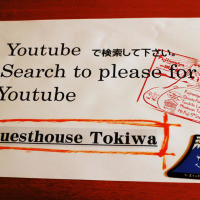 Youtube で検索して下さい。
Search to please for
Youtube
uesthouse Tokiwa